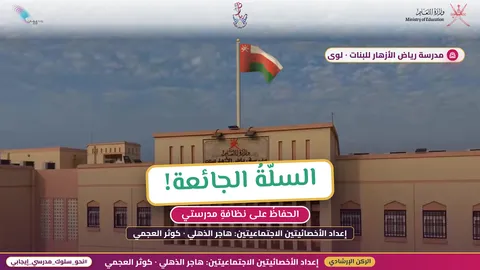 وزارة التعليم
Ministry of Education
مدرسة رياض الأزهار للبنات · لوى
السلّةُ الجائعة!
الحفاظ على نظافةِ مدرستي
إعداد الأخصائيتين الاجتماعيتين: هاجر الذهلي · كوثر العجمي
الركن الإرشادي
إعداد الأخصائيتين الاجتماعيتين: هاجر الذهلي · كوثر العجمي
#نحو_سلوك_مدرسي_إيجابي